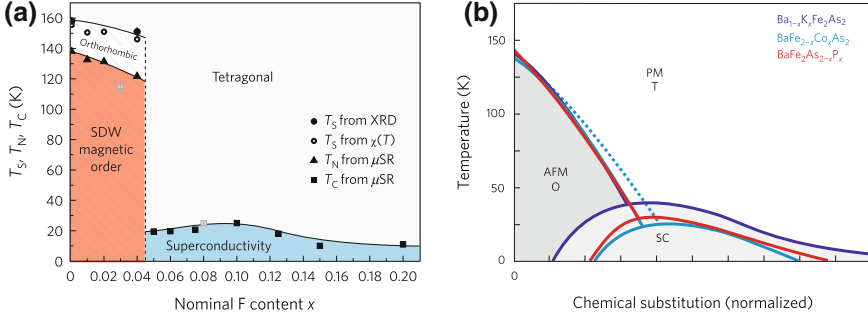 (a)
160
140
120
100
80
60
40
20
0
T_S, T_N, T_C (K)
Orthorhombic
SDW
magnetic
order
Tetragonal
T_S from XRD
T_S from χ(T)
T_N from μSR
T_C from μSR
Superconductivity
0 0.02 0.04 0.06 0.08 0.10 0.12 0.14 0.16 0.18 0.20
Nominal F content x
(b)
Ba₁₋ₓKₓFe₂As₂
BaFe₂₋ₓCoₓAs₂
BaFe₂As₂₋ₓPₓ
150
100
50
0
Temperature (K)
PM
T
AFM
O
SC
0
Chemical substitution (normalized)